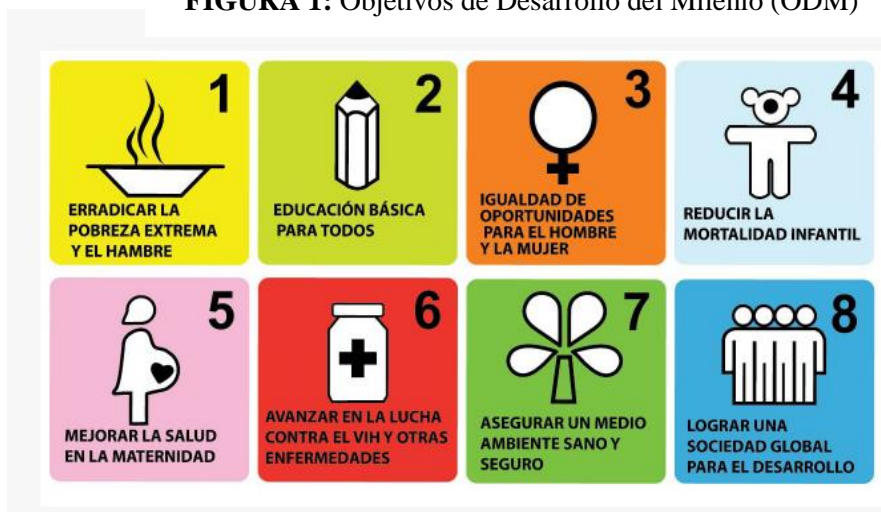 FIGURA 1: Objetivos de Desarrollo del Milenio (ODM)
1
ERRADICAR LA
POBREZA EXTREMA
Y EL HAMBRE
2
EDUCACIÓN BÁSICA
PARA TODOS
3
IGUALDAD DE
OPORTUNIDADES
PARA EL HOMBRE
Y LA MUJER
4
REDUCIR LA
MORTALIDAD INFANTIL
5
MEJORAR LA SALUD
EN LA MATERNIDAD
6
AVANZAR EN LA LUCHA
CONTRA EL VIH Y OTRAS
ENFERMEDADES
7
ASEGURAR UN MEDIO
AMBIENTE SANO Y
SEGURO
8
LOGRAR UNA
SOCIEDAD GLOBAL
PARA EL DESARROLLO